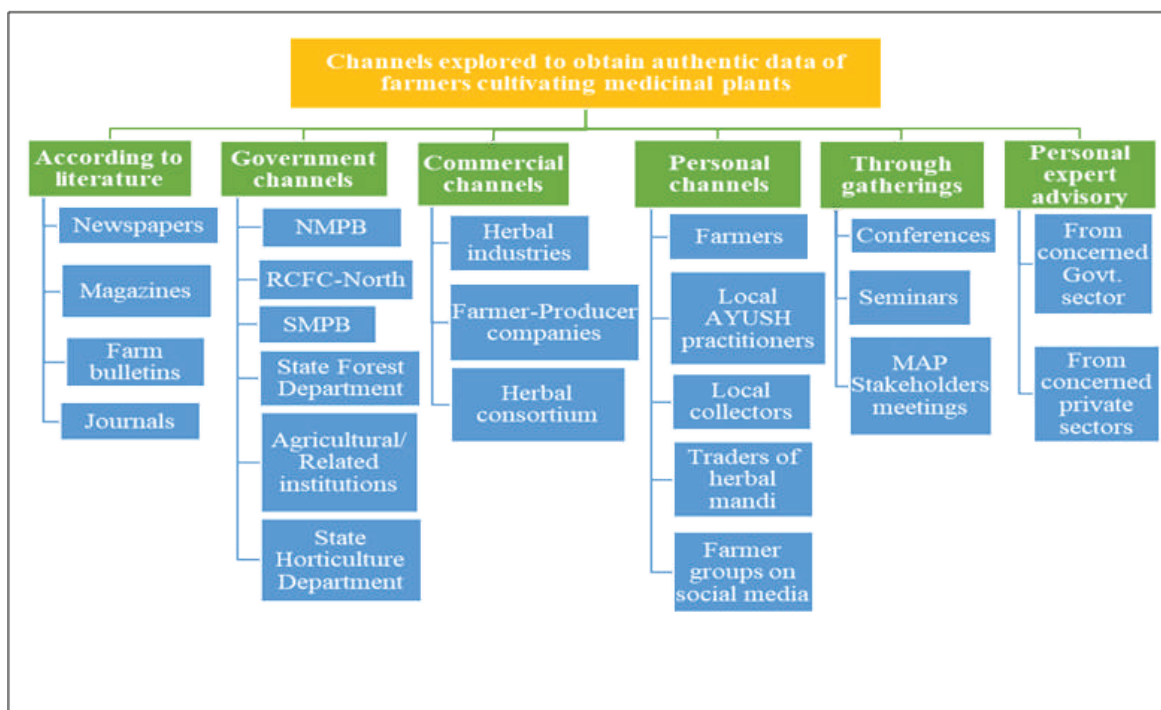 Channels explored to obtain authentic data of
farmers cultivating medicinal plants
According to
literature
Newspapers
Magazines
Farm
bulletins
Journals
Government
channels
NMPB
RCFC-North
SMPB
State Forest
Department
Agricultural/
Related
institutions
State
Horticulture
Department
Commercial
channels
Herbal
industries
Farmer-Producer
companies
Herbal
consortium
Personal
channels
Farmers
Local
AYUSH
practitioners
Local
collectors
Traders of
herbal
mandi
Farmer
groups on
social media
Through
gatherings
Conferences
Seminars
MAP
Stakeholders
meetings
Personal
expert
advisory
From
concerned
Govt.
sector
From
concerned
private
sectors